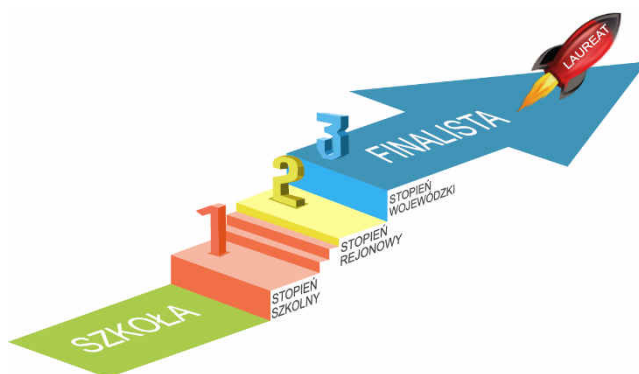 LAUREAT
3
FINALISTA
2
STOPIEŃ
WOJEWÓDZKI
1
STOPIEŃ
REJONOWY
STOPIEŃ
SZKOLNY
SZKOŁA